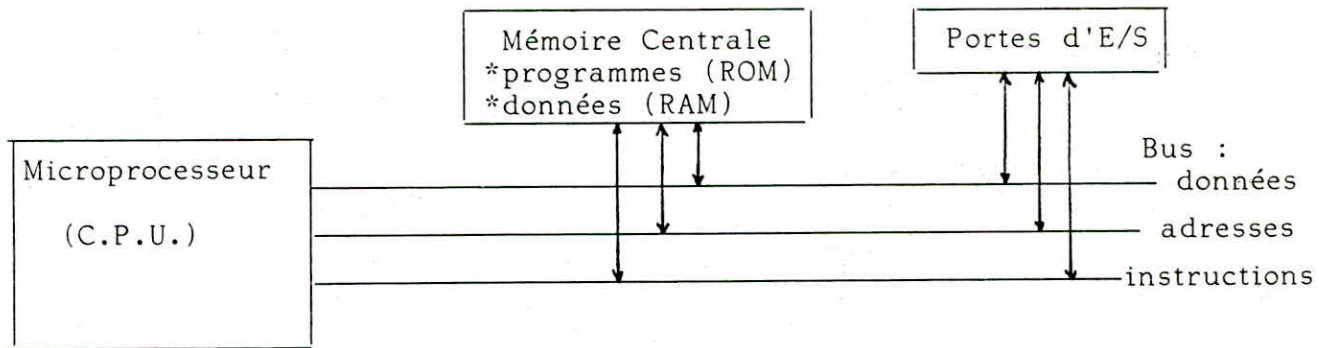 Mémoire Centrale
*programmes (ROM)
*données (RAM)
Portes d'E/S
Microprocesseur
(C.P.U.)
Bus :
données
adresses
instructions